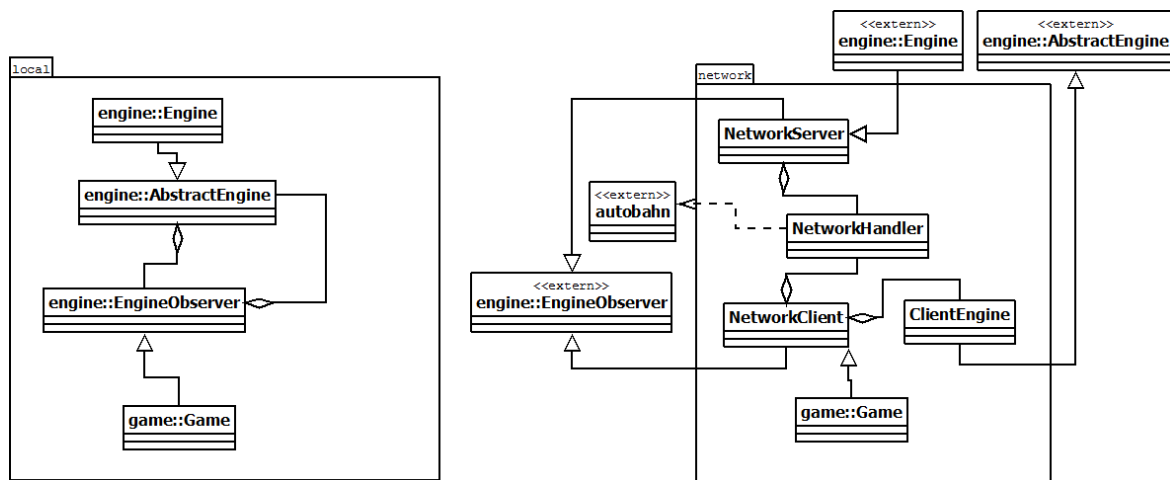 local
engine::Engine
engine::AbstractEngine
engine::EngineObserver
game::Game
<<extern>>
engine::Engine
<<extern>>
engine::AbstractEngine
network
NetworkServer
<<extern>>
autobahn
NetworkHandler
<<extern>>
engine::EngineObserver
NetworkClient
ClientEngine
game::Game